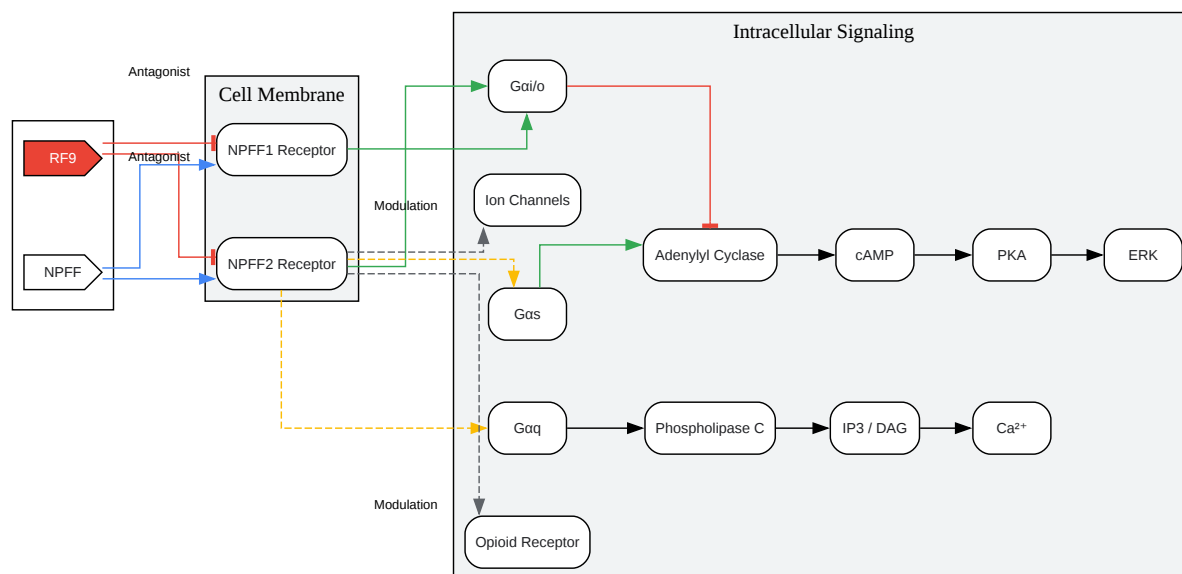 Intracellular Signaling
Antagonist
Cell Membrane
Gαi/o
RF9
Antagonist
NPFF1 Receptor
Ion Channels
Modulation
NPFF
NPFF2 Receptor
Adenylyl Cyclase
cAMP
PKA
ERK
Gαs
Gαq
Phospholipase C
IP3 / DAG
Ca²⁺
Modulation
Opioid Receptor